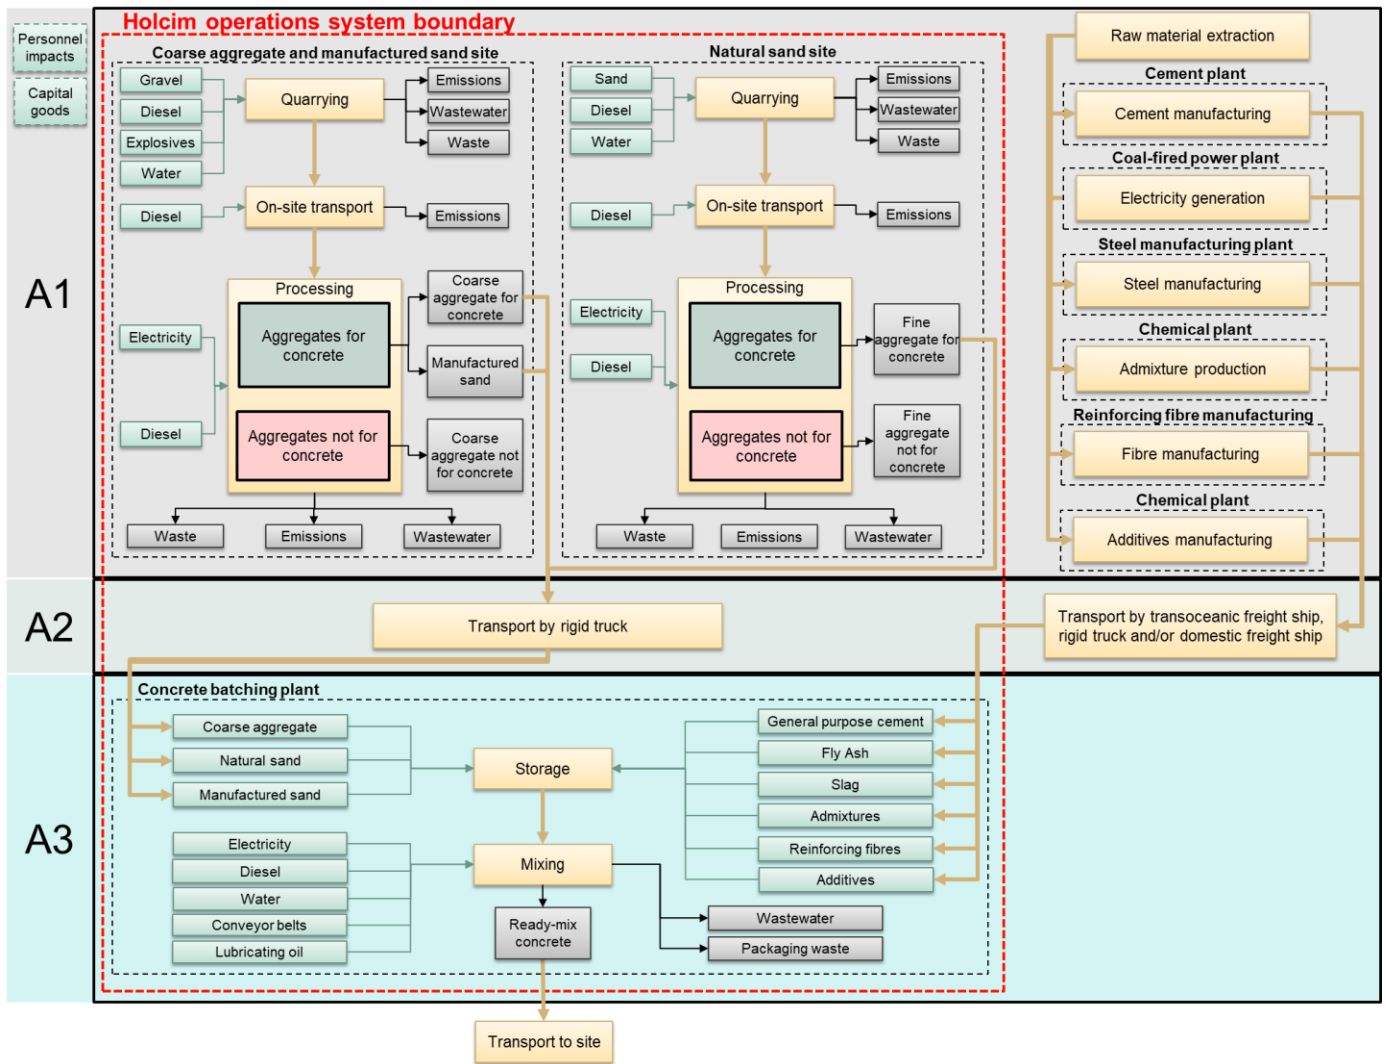 Holcim operations system boundary
Personnel
impacts
Capital
goods
A1
Coarse aggregate and manufactured sand site
Gravel
Diesel
Explosives
Water
Quarrying
Emissions
Wastewater
Waste
Diesel
On-site transport
Emissions
Electricity
Diesel
Processing
Aggregates for
concrete
Aggregates not for
concrete
Coarse
aggregate for
concrete
Manufactured
sand
Coarse
aggregate not
for concrete
Waste
Emissions
Wastewater
Natural sand site
Sand
Diesel
Water
Quarrying
Emissions
Wastewater
Waste
Diesel
On-site transport
Emissions
Electricity
Diesel
Processing
Aggregates for
concrete
Aggregates not for
concrete
Fine
aggregate for
concrete
Fine
aggregate
not for
concrete
Waste
Emissions
Wastewater
Raw material extraction
Cement plant
Cement manufacturing
Coal-fired power plant
Electricity generation
Steel manufacturing plant
Steel manufacturing
Chemical plant
Admixture production
Reinforcing fibre manufacturing
Fibre manufacturing
Chemical plant
Additives manufacturing
A2
Transport by rigid truck
Transport by transoceanic freight ship,
rigid truck and/or domestic freight ship
A3
Concrete batching plant
Coarse aggregate
Natural sand
Manufactured sand
Electricity
Diesel
Water
Conveyor belts
Lubricating oil
Storage
Mixing
Ready-mix
concrete
General purpose cement
Fly Ash
Slag
Admixtures
Reinforcing fibres
Additives
Wastewater
Packaging waste
Transport to site